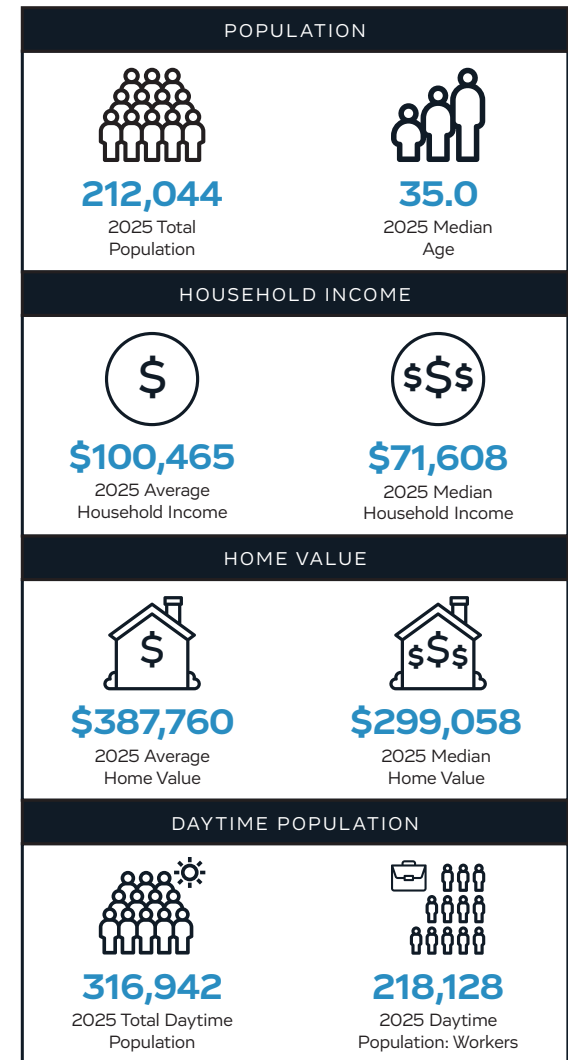 POPULATION
212,044
2025 Total
Population
35.0
2025 Median
Age
HOUSEHOLD INCOME
$
$100,465
2025 Average
Household Income
$$$
$71,608
2025 Median
Household Income
HOME VALUE
$
$387,760
2025 Average
Home Value
$$$
$299,058
2025 Median
Home Value
DAYTIME POPULATION
316,942
2025 Total Daytime
Population
218,128
2025 Daytime
Population: Workers